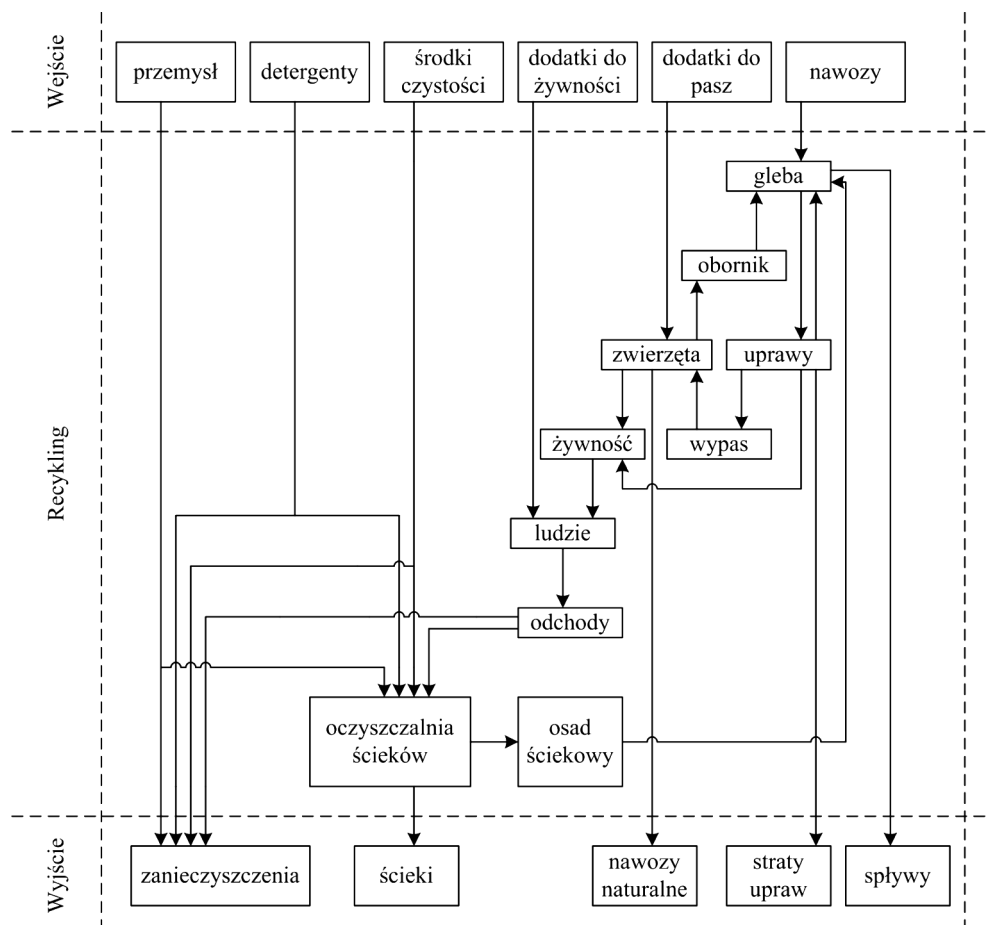 Wejście
przemysł
detergenty
środki
czystości
dodatki do
żywności
dodatki do
pasz
nawozy
Recykling
gleba
obornik
zwierzęta
uprawy
żywność
wypas
ludzie
odchody
oczyszczalnia
ścieków
osad
ściekowy
Wyjście
zanieczyszczenia
ścieki
nawozy
naturalne
straty
upraw
spływy